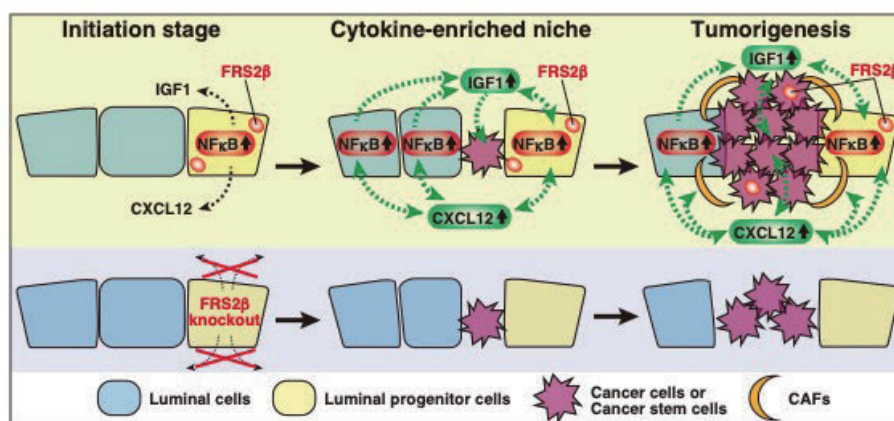 Initiation stage
Cytokine-enriched niche
Tumorigenesis
FRS2β
IGF1
NFκB
CXCL12
IGF1
FRS2β
NFκB
NFκB
NFκB
CXCL12
IGF1
FRS2β
NFκB
NFκB
CXCL12
FRS2β
knockout
Luminal cells
Luminal progenitor cells
Cancer cells or
Cancer stem cells
CAFs